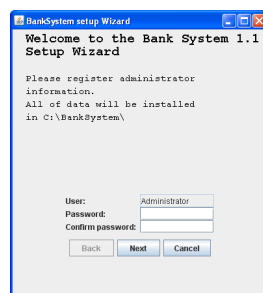 BankSystem setup Wizard
Welcome to the Bank System 1.1
Setup Wizard
Please register administrator
information.
All of data will be installed
in C:\BankSystem\
User: Administrator
Password:
Confirm password:
Back Next Cancel